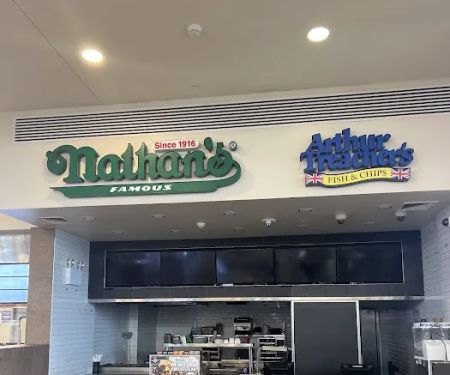 Since 1916
Nathan's
FAMOUS
Arthur
Treacher's
FISH & CHIPS